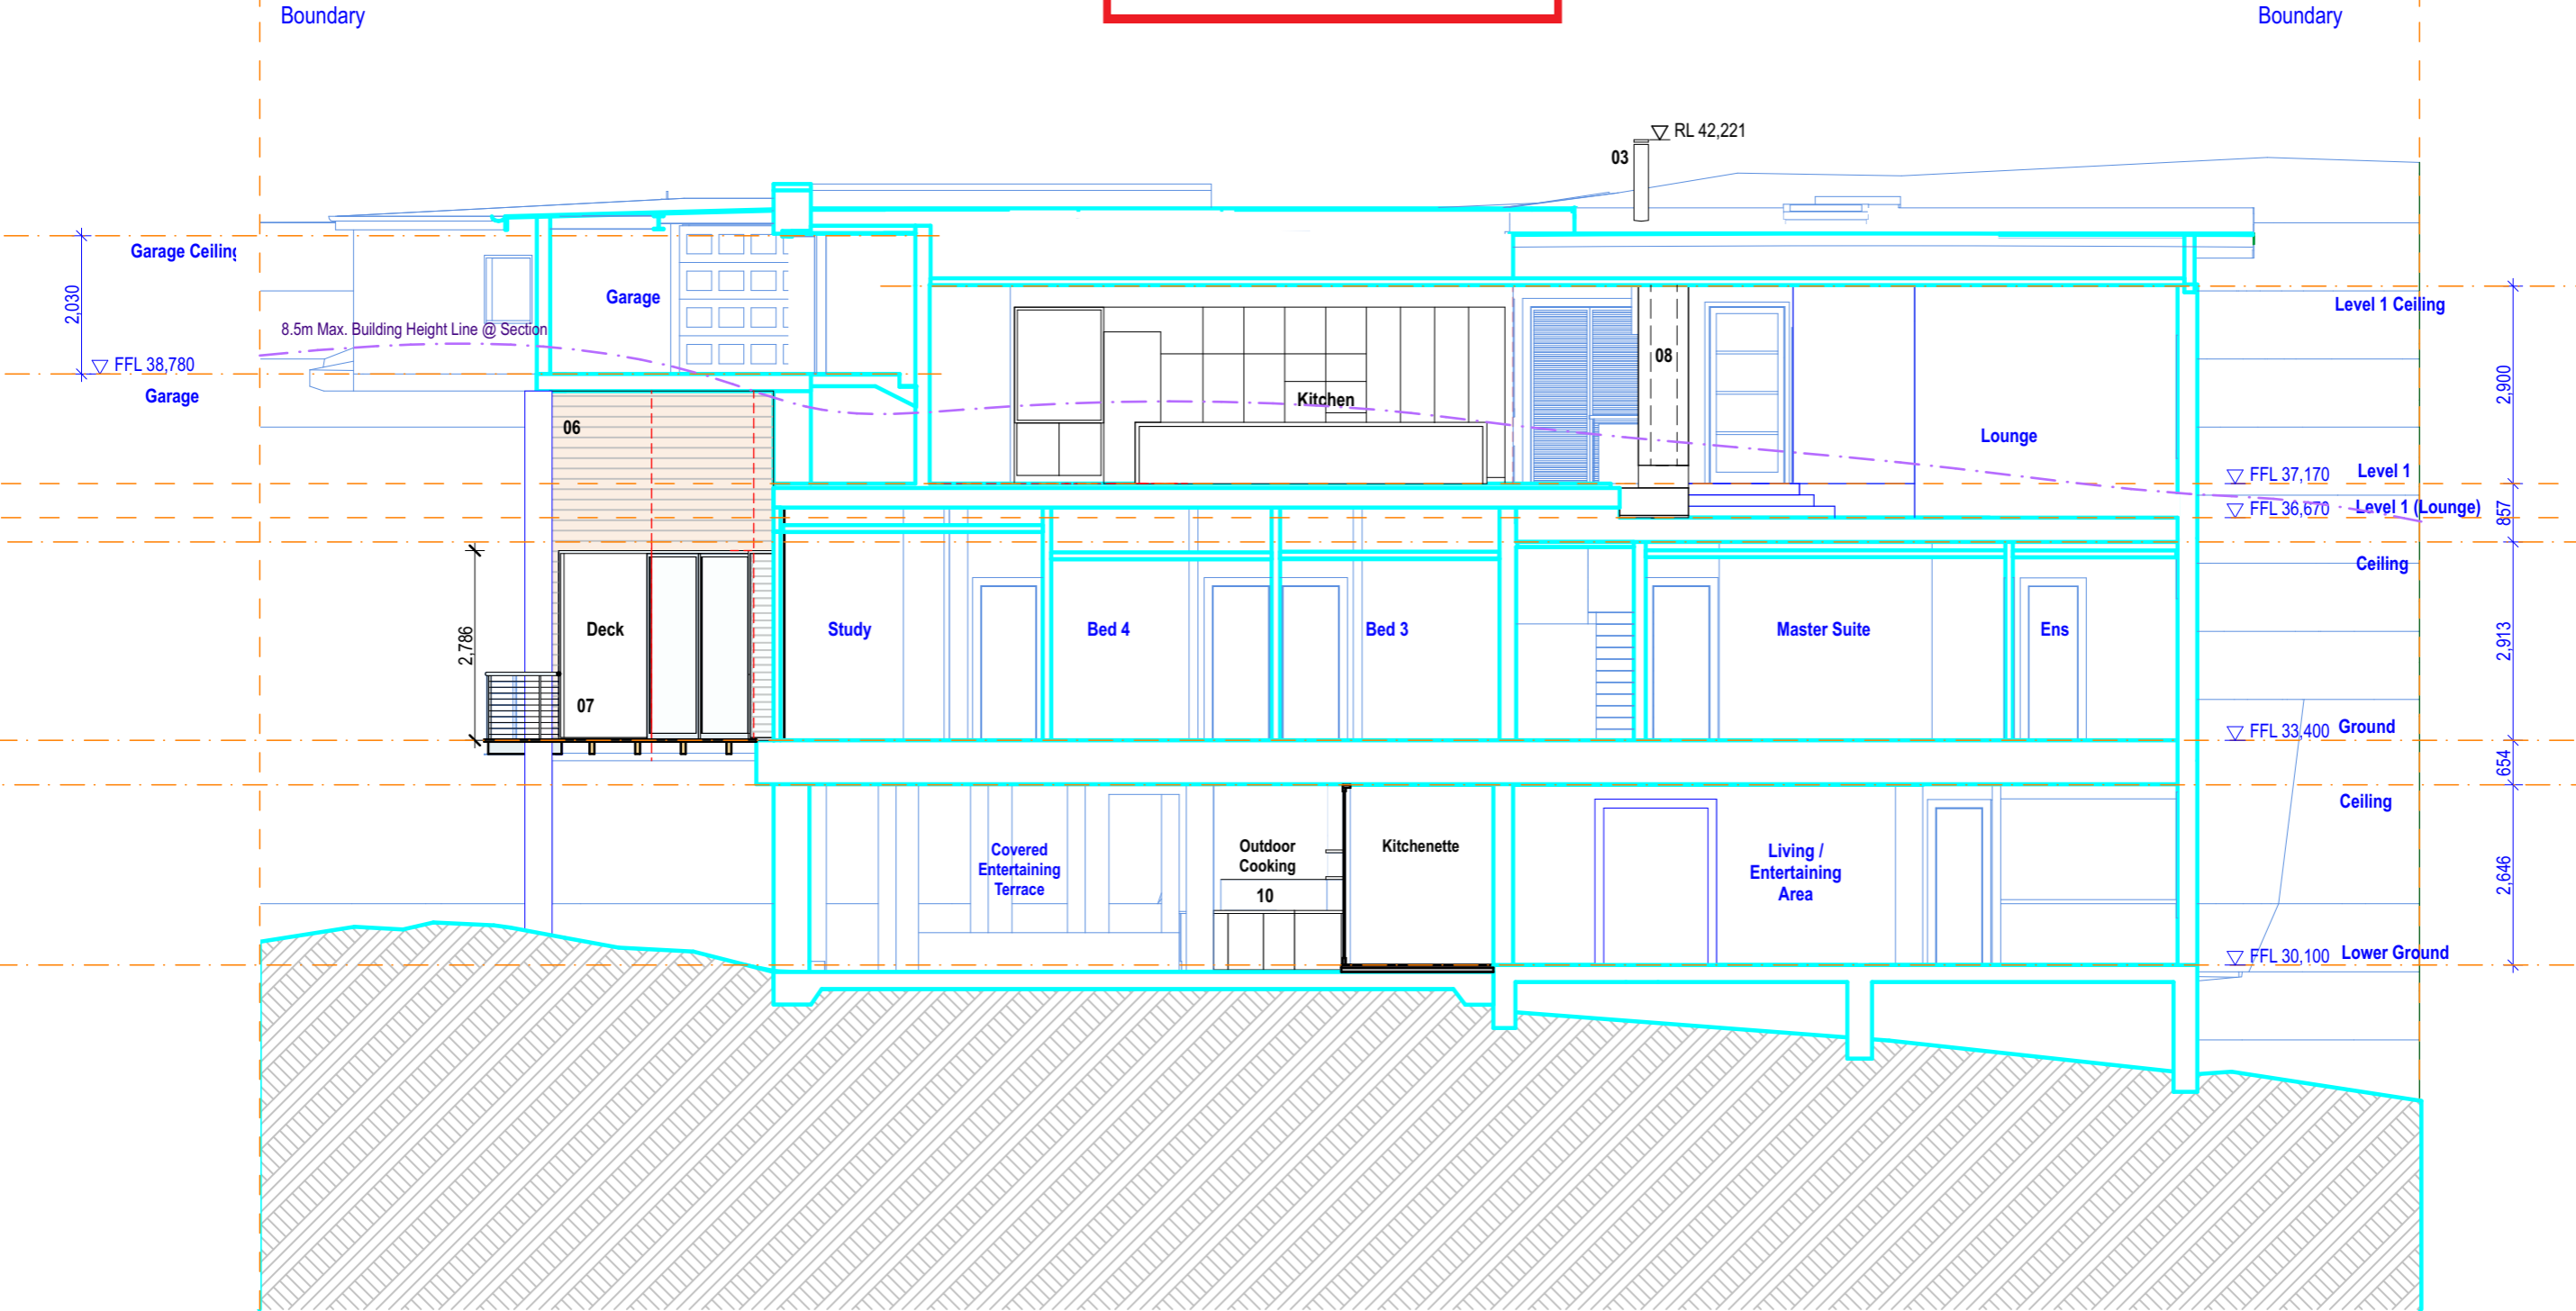 Boundary
Boundary
RL 42,221
03
Garage Ceiling
Garage
2,030
8.5m Max. Building Height Line @ Section
Level 1 Ceiling
FFL 38,780
Garage
08
2,900
Kitchen
06
Lounge
FFL 37,170 Level 1
FFL 36,670 Level 1 (Lounge)
857
Ceiling
2,786
Deck
Study
Bed 4
Bed 3
Master Suite
Ens
2,913
07
FFL 33,400 Ground
654
Ceiling
Covered
Entertaining
Terrace
Outdoor
Cooking
10
Kitchenette
Living /
Entertaining
Area
2,646
FFL 30,100 Lower Ground